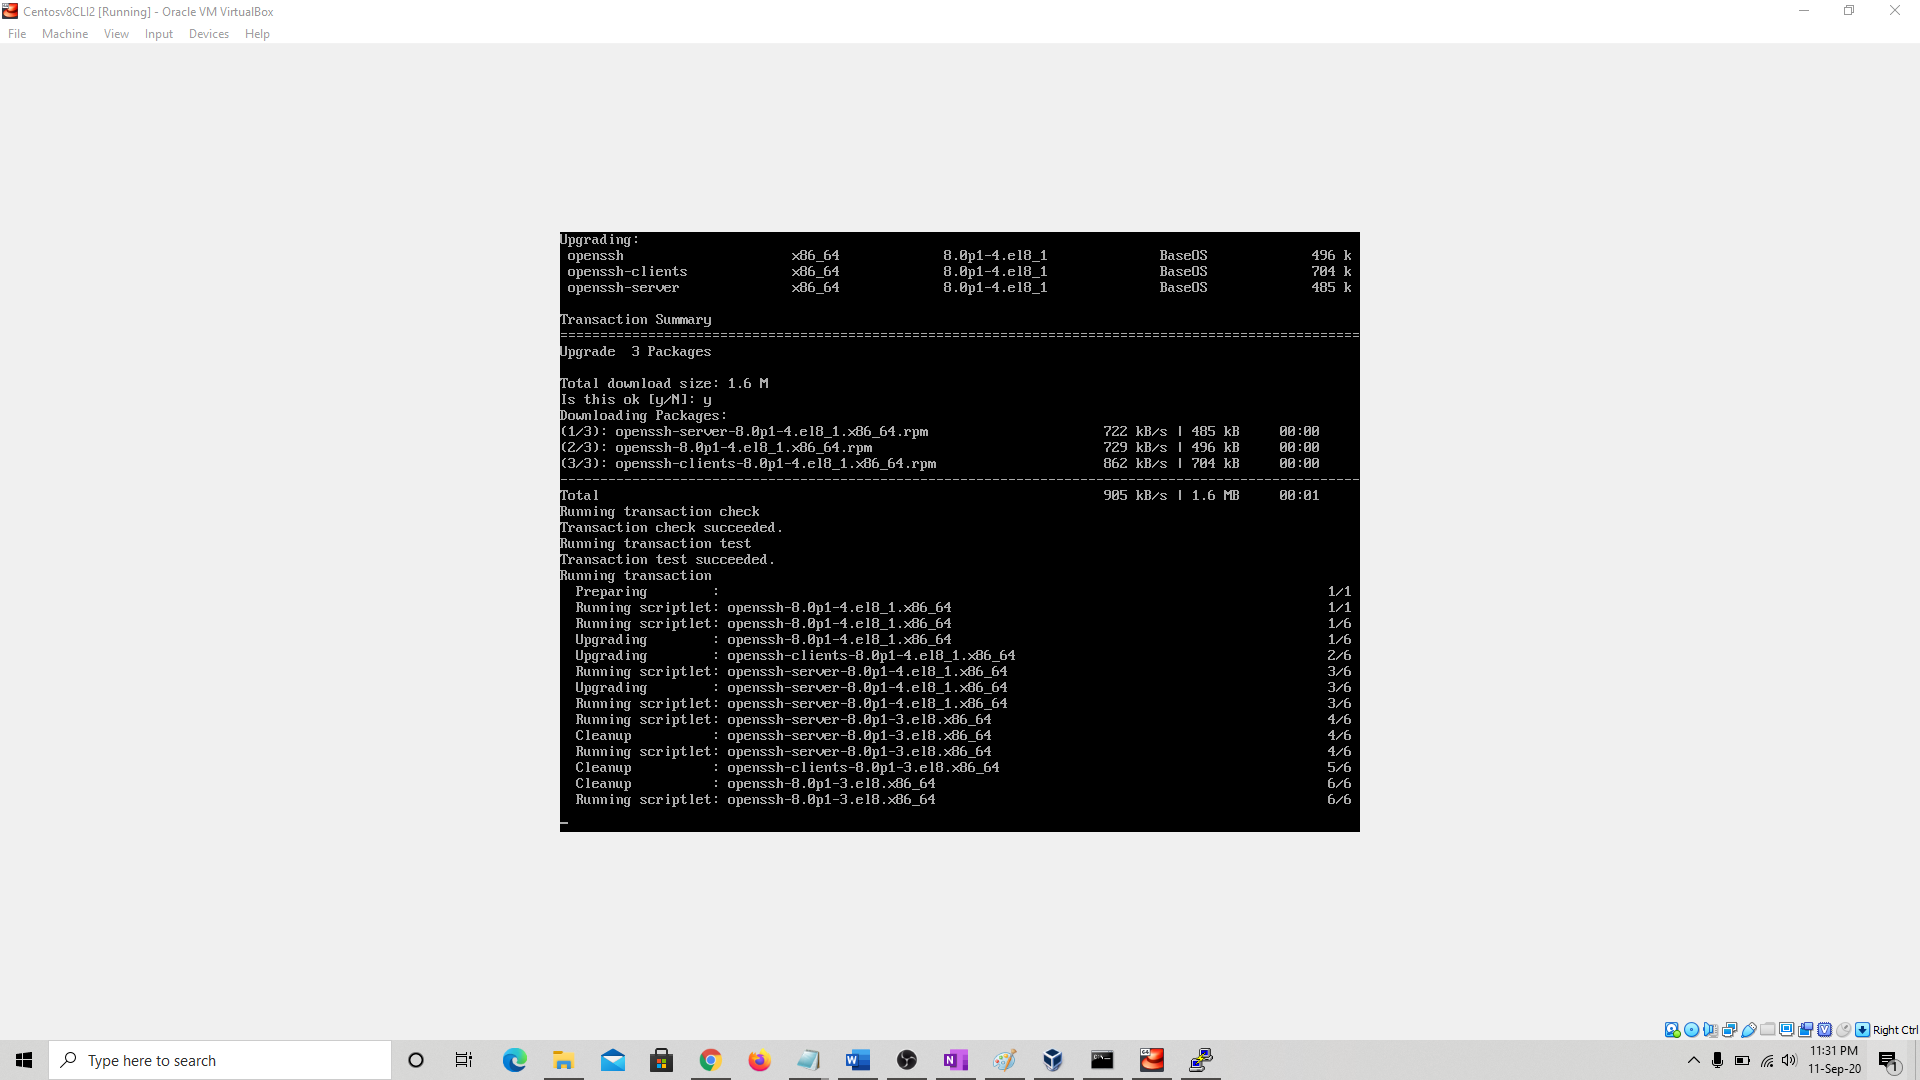 Centosv8CLI2 [Running] - Oracle VM VirtualBox
File Machine View Input Devices Help
Upgrading:
openssh x86_64 8.0p1-4.el8_1 BaseOS 496 k
openssh-clients x86_64 8.0p1-4.el8_1 BaseOS 704 k
openssh-server x86_64 8.0p1-4.el8_1 BaseOS 485 k
Transaction Summary
====================================================================================================
Upgrade 3 Packages
Total download size: 1.6 M
Is this ok [y/N]: y
Downloading Packages:
(1/3): openssh-server-8.0p1-4.el8_1.x86_64.rpm 722 kB/s | 485 kB 00:00
(2/3): openssh-8.0p1-4.el8_1.x86_64.rpm 729 kB/s | 496 kB 00:00
(3/3): openssh-clients-8.0p1-4.el8_1.x86_64.rpm 862 kB/s | 704 kB 00:00
----------------------------------------------------------------------------------------------------
Total 905 kB/s | 1.6 MB 00:01
Running transaction check
Transaction check succeeded.
Running transaction test
Transaction test succeeded.
Running transaction
Preparing : 1/1
Running scriptlet: openssh-8.0p1-4.el8_1.x86_64 1/1
Running scriptlet: openssh-8.0p1-4.el8_1.x86_64 1/6
Upgrading : openssh-8.0p1-4.el8_1.x86_64 1/6
Upgrading : openssh-clients-8.0p1-4.el8_1.x86_64 2/6
Running scriptlet: openssh-server-8.0p1-4.el8_1.x86_64 3/6
Upgrading : openssh-server-8.0p1-4.el8_1.x86_64 3/6
Running scriptlet: openssh-server-8.0p1-4.el8_1.x86_64 3/6
Running scriptlet: openssh-server-8.0p1-3.el8.x86_64 4/6
Cleanup : openssh-server-8.0p1-3.el8.x86_64 4/6
Running scriptlet: openssh-server-8.0p1-3.el8.x86_64 4/6
Cleanup : openssh-clients-8.0p1-3.el8.x86_64 5/6
Cleanup : openssh-8.0p1-3.el8.x86_64 6/6
Running scriptlet: openssh-8.0p1-3.el8.x86_64 6/6
_
Right Ctrl
Type here to search
11:31 PM
11-Sep-20
1